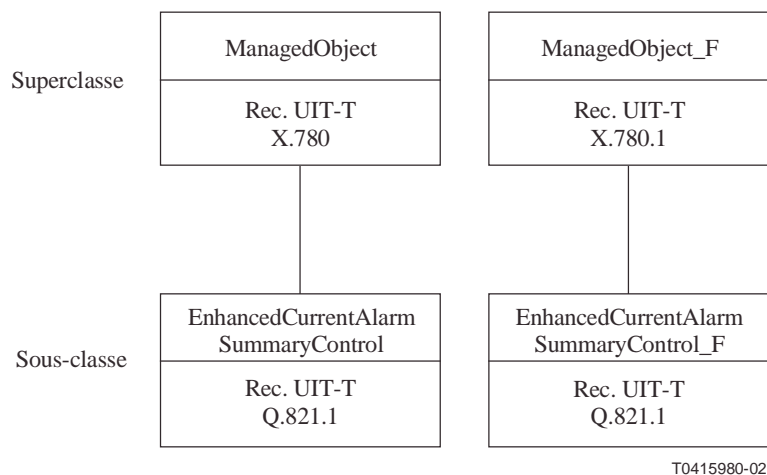 ManagedObject
ManagedObject_F
Superclasse
Rec. UIT-T
X.780
Rec. UIT-T
X.780.1
EnhancedCurrentAlarm
SummaryControl
EnhancedCurrentAlarm
SummaryControl_F
Sous-classe
Rec. UIT-T
Q.821.1
Rec. UIT-T
Q.821.1
T0415980-02